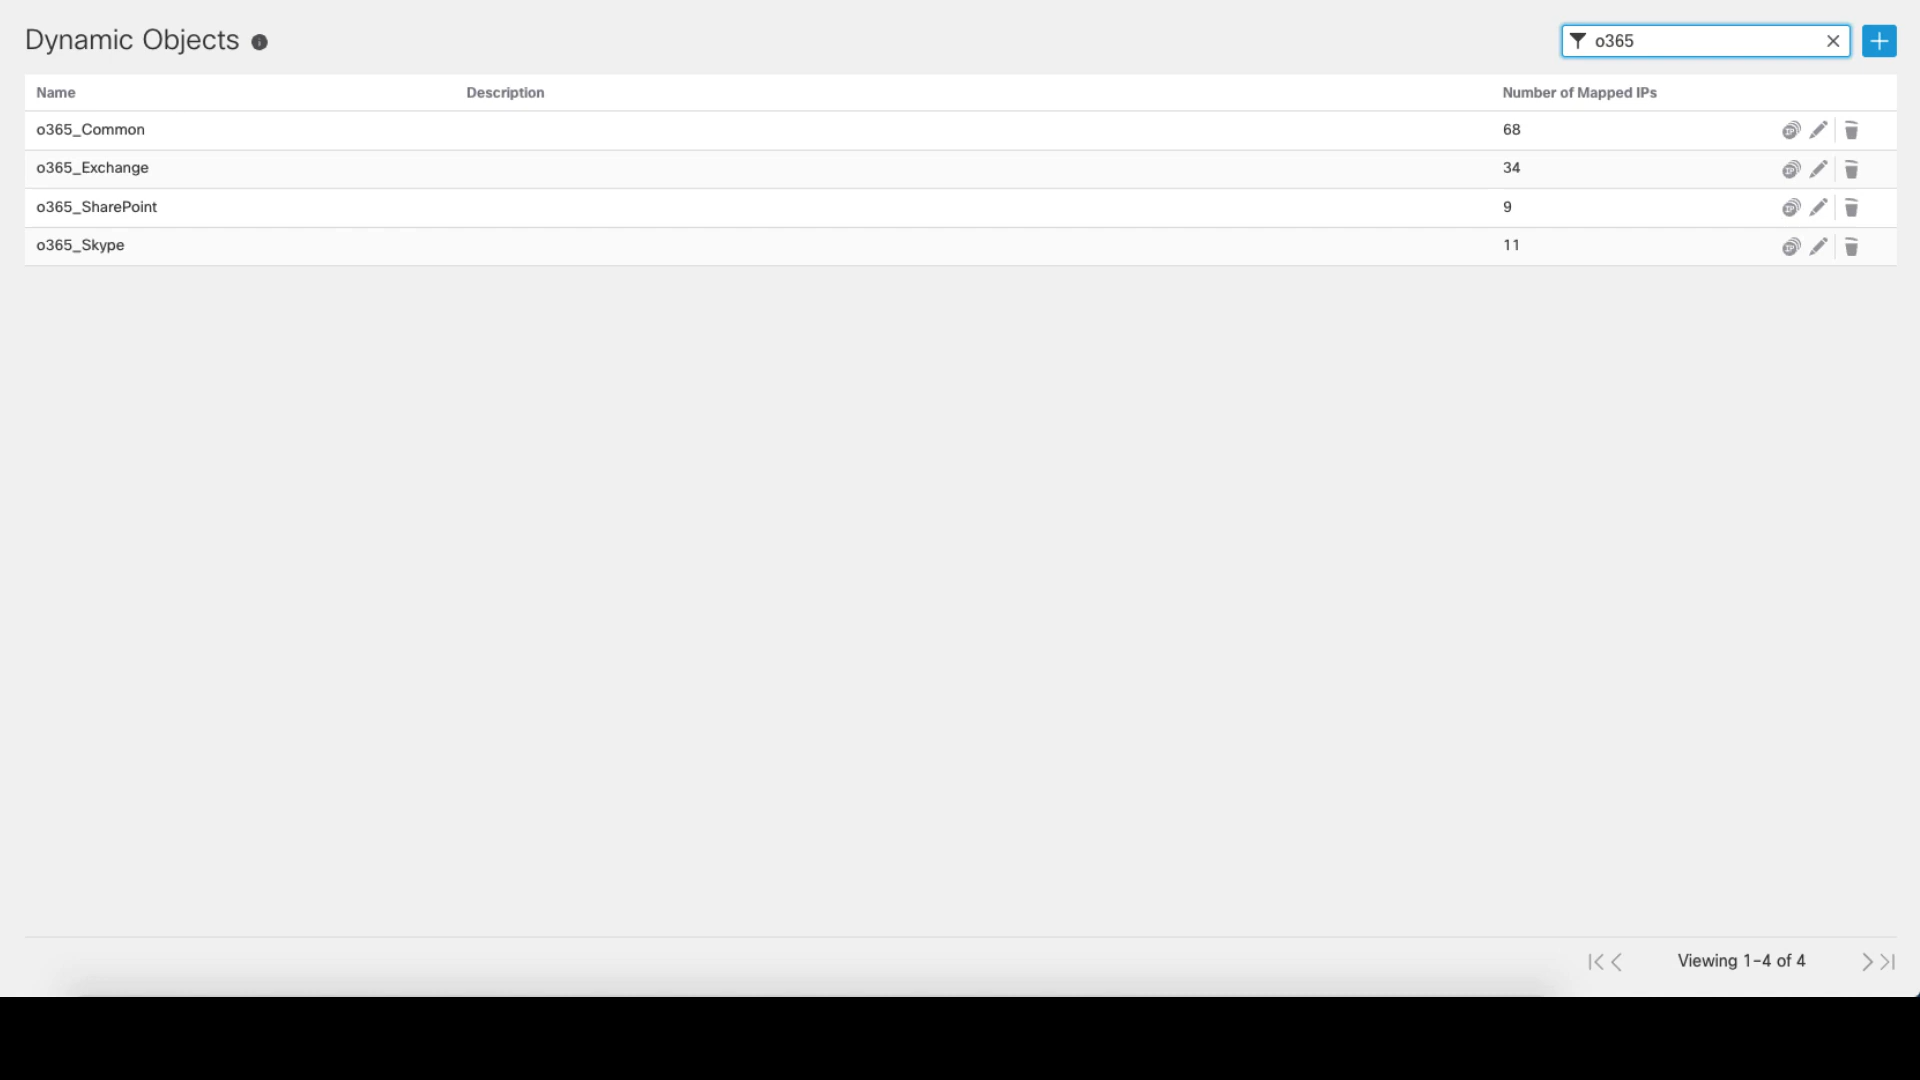 Dynamic Objects
o365
Name Description Number of Mapped IPs
o365_Common 68
o365_Exchange 34
o365_SharePoint 9
o365_Skype 11
Viewing 1-4 of 4